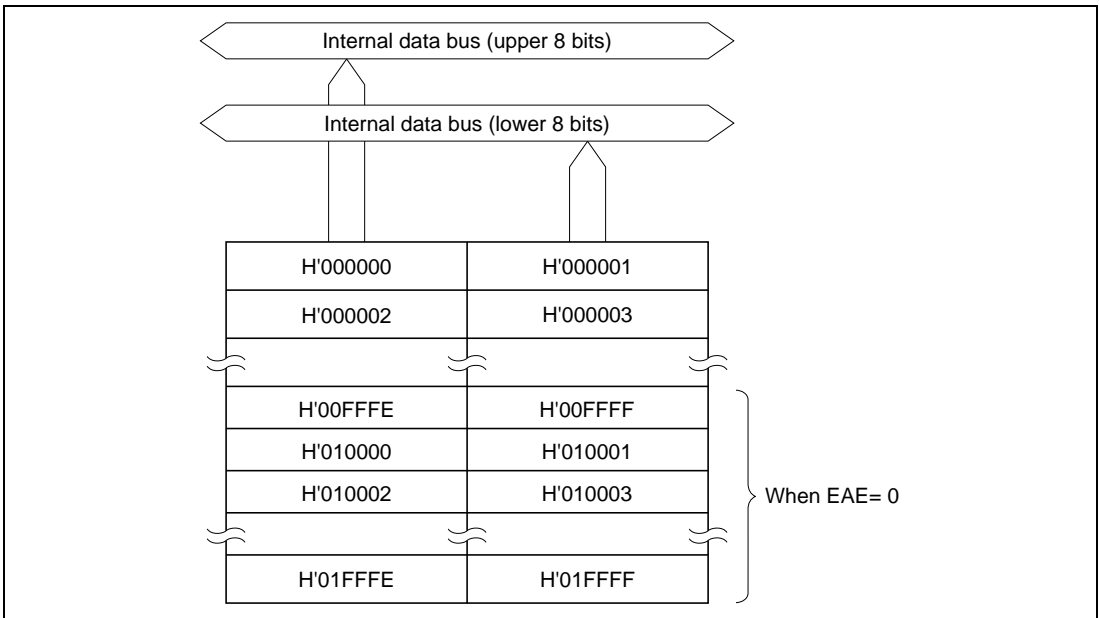 Internal data bus (upper 8 bits)
Internal data bus (lower 8 bits)
H'000000 H'000001
H'000002 H'000003
H'00FFFE H'00FFFF
H'010000 H'010001
H'010002 H'010003
When EAE= 0
H'01FFFE H'01FFFF